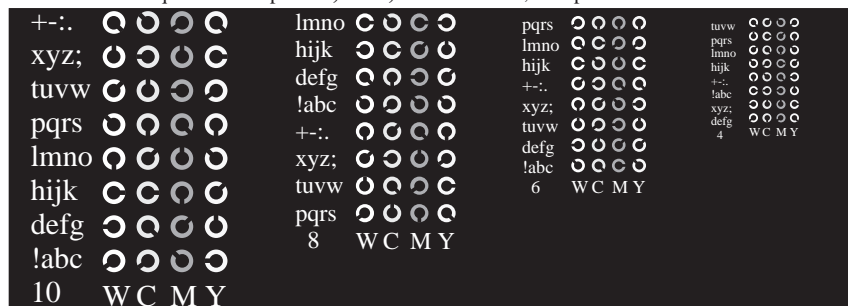 +-:.
xyz;
tuvw
pqrs
lmno
hijk
defg
!abc
10 W C M Y
lmno
hijk
defg
!abc
+-:.
xyz;
tuvw
pqrs
8 W C M Y
pqrs
lmno
hijk
+-:.
xyz;
tuvw
defg
!abc
6 W C M Y
tuvw
pqrs
lmno
hijk
+-:.
!abc
xyz;
defg
4 W C M Y